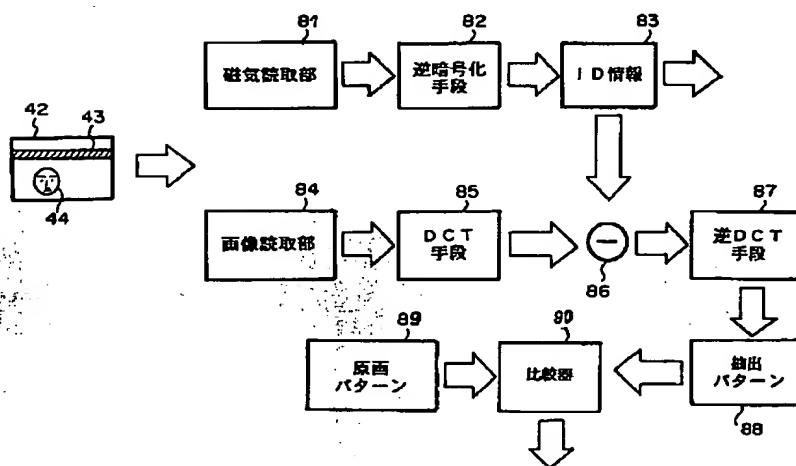 81
82
83
磁気読取部
逆暗号化
手段
ID情報
42
43
44
84
85
87
画像読取部
DCT
手段
−
86
逆DCT
手段
89
90
原画
パターン
比較器
抽出
パターン
88